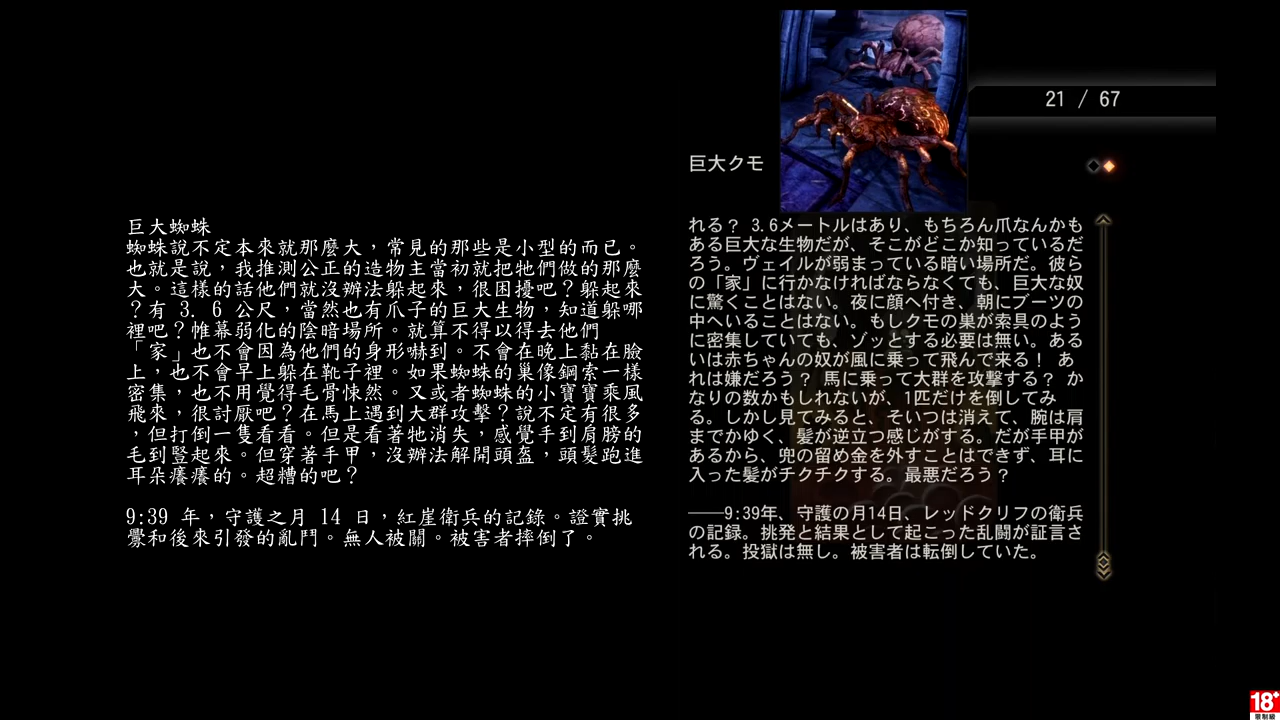 巨大蜘蛛
蜘蛛說不定本來就那麼大，常見的那些是小型的而已。
也就是說，我推測公正的造物主當初就把牠們做的那麼
大。這樣的話他們就沒辦法躲起來，很困擾吧？躲起來
？有 3. 6 公尺，當然也有爪子的巨大生物，知道躲哪
裡吧？帷幕弱化的陰暗場所。就算不得以得去他們
「家」也不會因為他們的身形嚇到。不會在晚上黏在臉
上，也不會早上躲在靴子裡。如果蜘蛛的巢像鋼索一樣
密集，也不用覺得毛骨悚然。又或者蜘蛛的小寶寶乘風
飛來，很討厭吧？在馬上遇到大群攻擊？說不定有很多
，但打倒一隻看看。但是看著牠消失，感覺手到肩膀的
毛到豎起來。但穿著手甲，沒辦法解開頭盔，頭髮跑進
耳朵癢癢的。超糟的吧？
9:39 年，守護之月 14 日，紅崖衛兵的記錄。證實挑
釁和後來引發的亂鬥。無人被關。被害者摔倒了。
21 / 67
巨大クモ
れる？ 3.6メートルはあり、もちろん爪なんかも
ある巨大な生物だが、そこがどこか知っているだ
ろう。ヴェイルが弱まっている暗い場所だ。彼ら
の「家」に行かなければならなくても、巨大な奴
に驚くことはない。夜に顔へ付き、朝にブーツの
中へいることはない。もしクモの巣が索具のよう
に密集していても、ゾッとする必要は無い。ある
いは赤ちゃんの奴が風に乗って飛んで来る！ あ
れは嫌だろう？ 馬に乗って大群を攻撃する？ か
なりの数かもしれないが、1匹だけを倒してみ
る。しかし見てみると、そいつは消えて、腕は肩
までかゆく、髪が逆立つ感じがする。だが手甲が
あるから、兜の留め金を外すことはできず、耳に
入った髪がチクチクする。最悪だろう？
――9:39年、守護の月14日、レッドクリフの衛兵
の記録。挑発と結果として起こった乱闘が証言さ
れる。投獄は無し。被害者は転倒していた。
18+
限制級